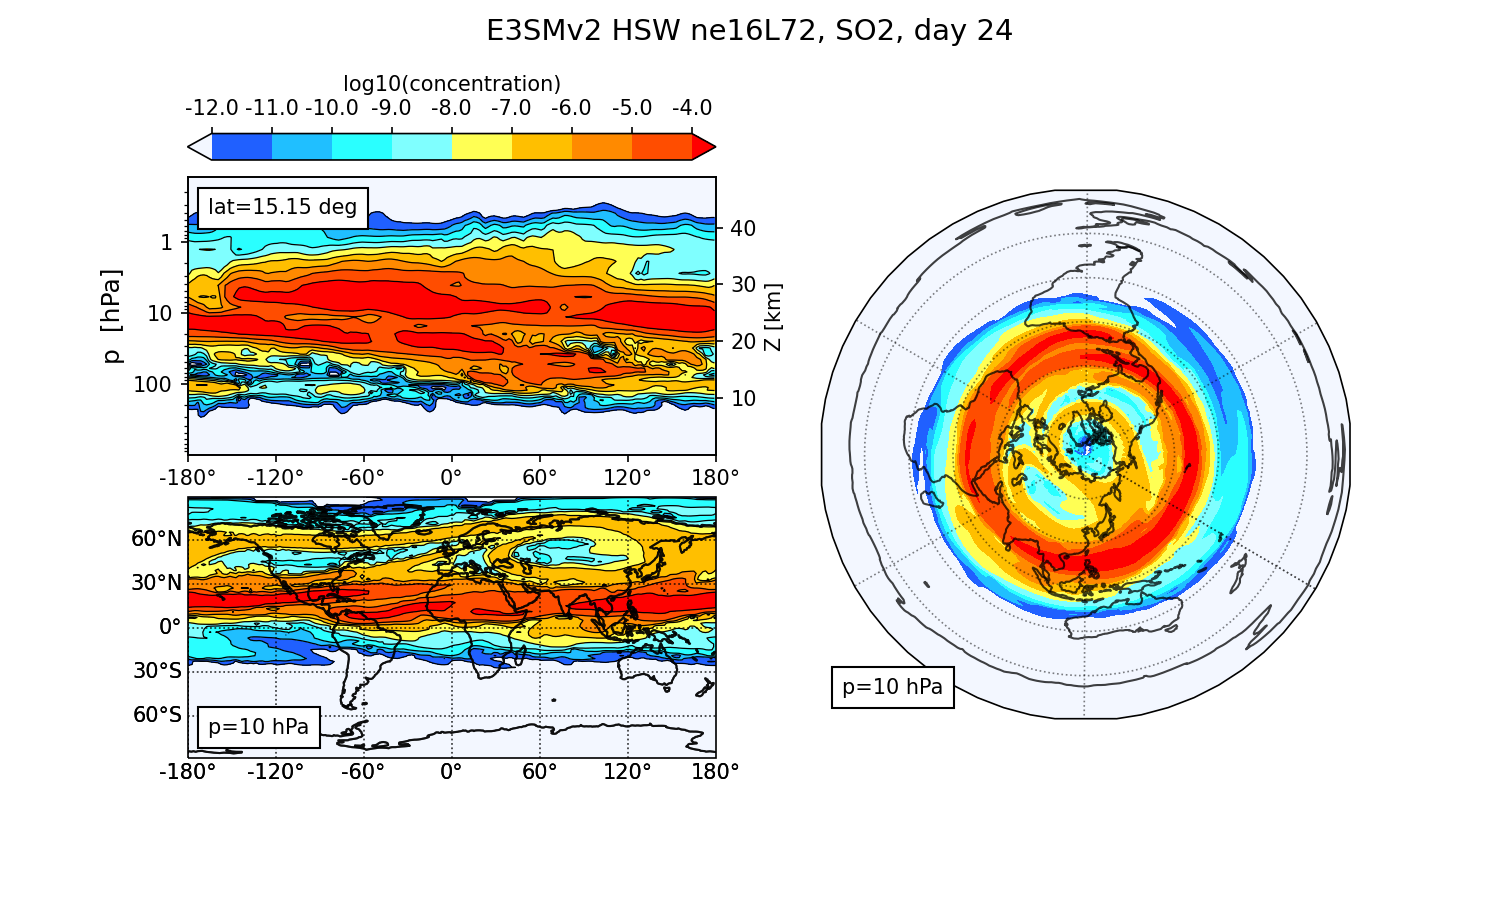 E3SMv2 HSW ne16L72, SO2, day 24
log10(concentration)
-12.0 -11.0 -10.0 -9.0 -8.0 -7.0 -6.0 -5.0 -4.0
lat=15.15 deg
1
10
100
p [hPa]
40
30
20
10
Z [km]
-180° -120° -60° 0° 60° 120° 180°
60°N
30°N
0°
30°S
60°S
p=10 hPa
-180° -120° -60° 0° 60° 120° 180°
p=10 hPa